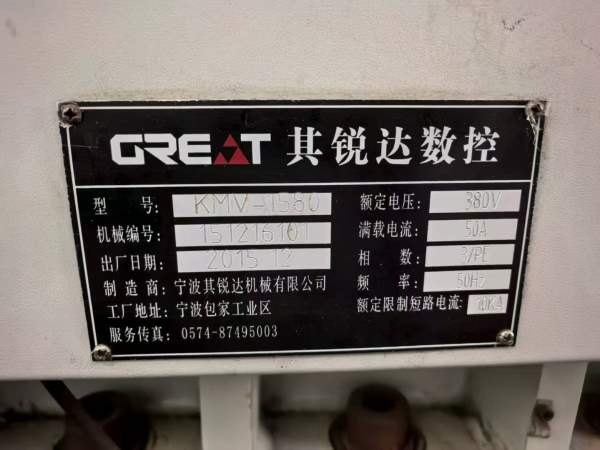 GREAT 其锐达数控
型 号: KMV-1580
机械编号: 151216101
出厂日期: 2015.12
制 造 商: 宁波其锐达机械有限公司
工厂地址: 宁波包家工业区
服务传真: 0574-87495003
额定电压: 380V
满载电流: 50A
相 数: 3/PE
频 率: 50Hz
额定限制短路电流: 10KA